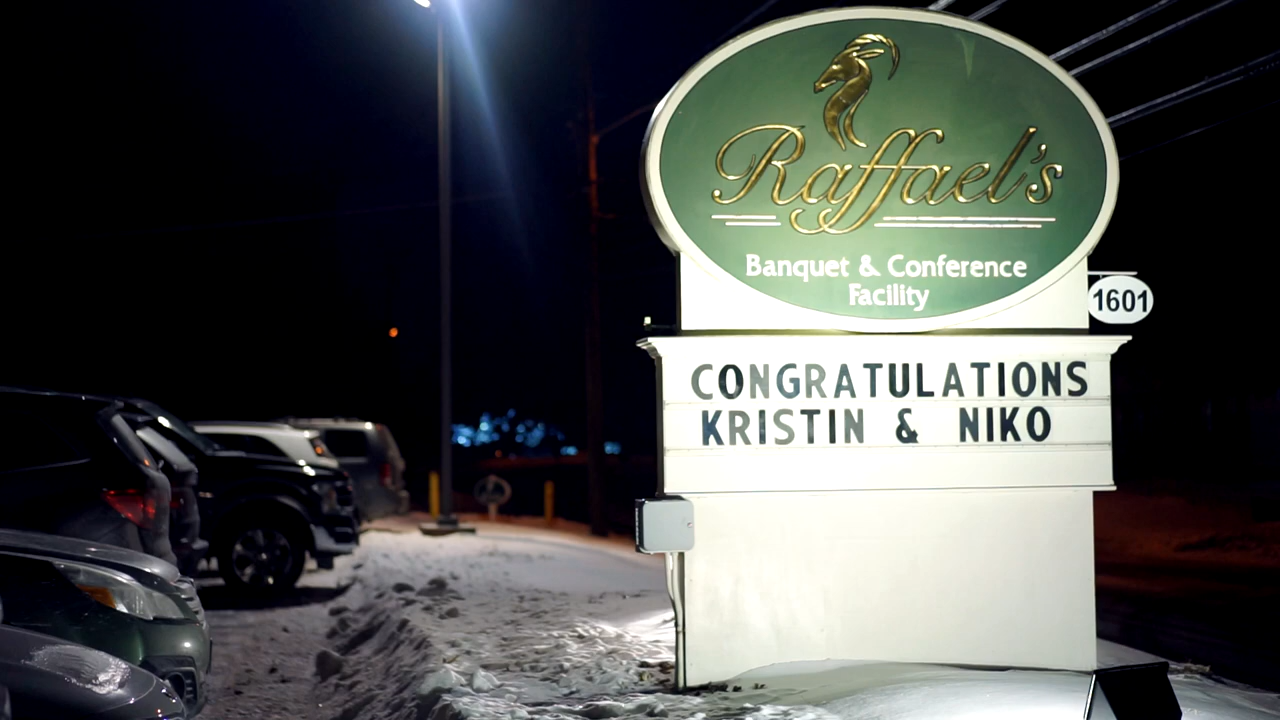 Raffael's
Banquet & Conference
Facility
1601
CONGRATULATIONS
KRISTIN & NIKO